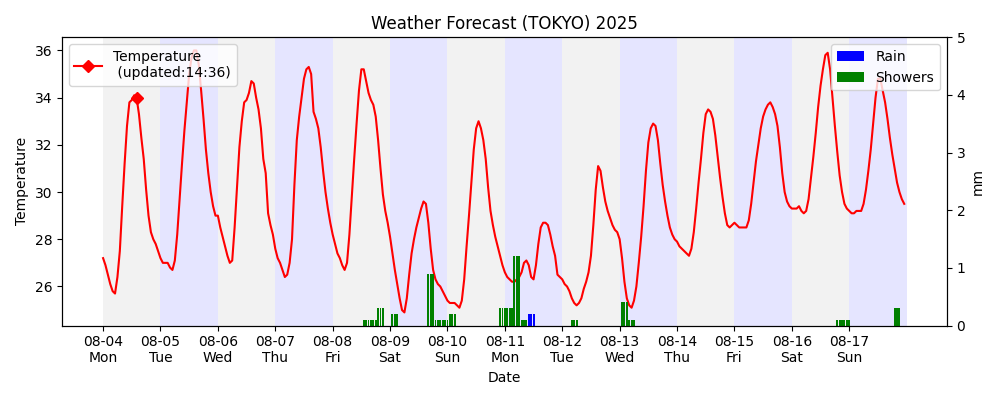 Weather Forecast (TOKYO) 2025
Temperature
(updated:14:36)
Rain
Showers
Temperature
36
34
32
30
28
26
5
4
3
2
1
0
mm
08-04 08-05 08-06 08-07 08-08 08-09 08-10 08-11 08-12 08-13 08-14 08-15 08-16 08-17
Mon Tue Wed Thu Fri Sat Sun Mon Tue Wed Thu Fri Sat Sun
Date